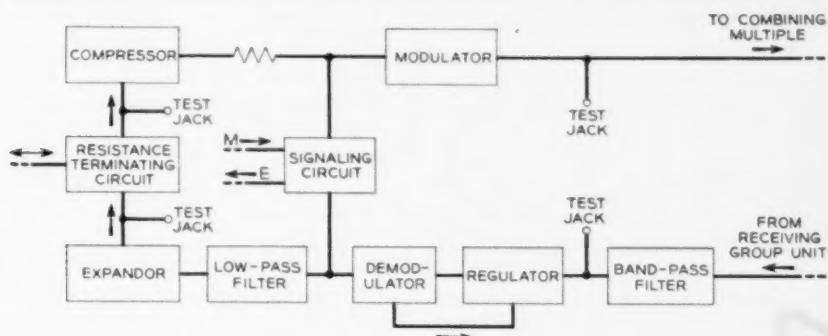 COMPRESSOR
MODULATOR
TO COMBINING
MULTIPLE
TEST
JACK
TEST
JACK
RESISTANCE
TERMINATING
CIRCUIT
M
E
SIGNALING
CIRCUIT
TEST
JACK
TEST
JACK
FROM
RECEIVING
GROUP UNIT
EXPANDOR
LOW-PASS
FILTER
DEMOD-
ULATOR
REGULATOR
BAND-PASS
FILTER